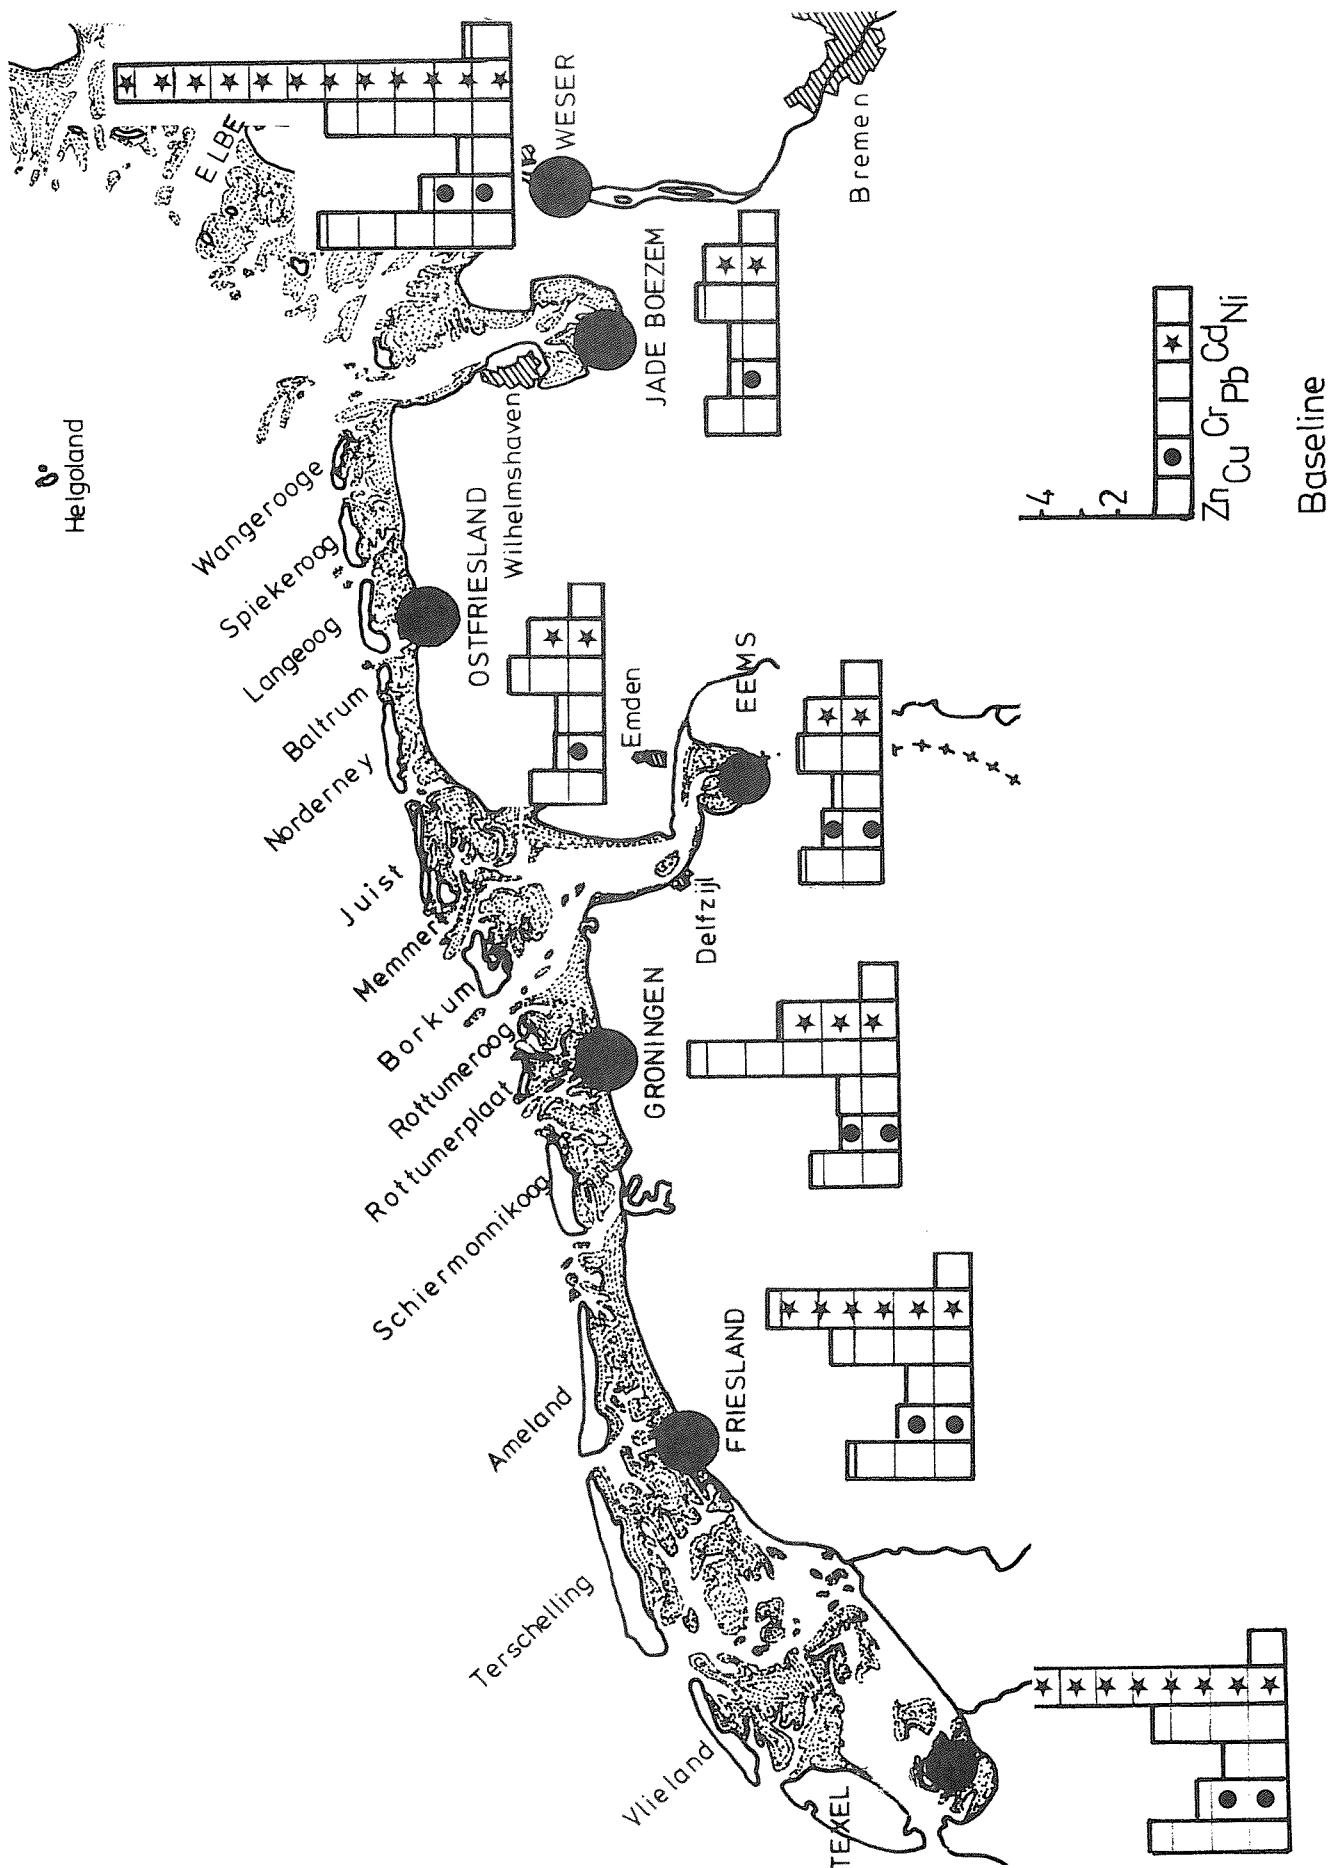 Helgoland
ELBE
WESER
Bremen
JADE BOEZEM
Wilhelmshaven
Wangerooge
Spiekeroog
Langeoog
Baltrum
Norderney
OSTFRIESLAND
Emden
EEMS
Juist
Memmert
Borkum
Delfzijl
Rottumeroog
Rottumerplaat
GRONINGEN
Schiermonnikoog
Ameland
FRIESLAND
Terschelling
Vlieland
TEXEL
4
2
Zn Cu Cr Pb Cd Ni
Baseline